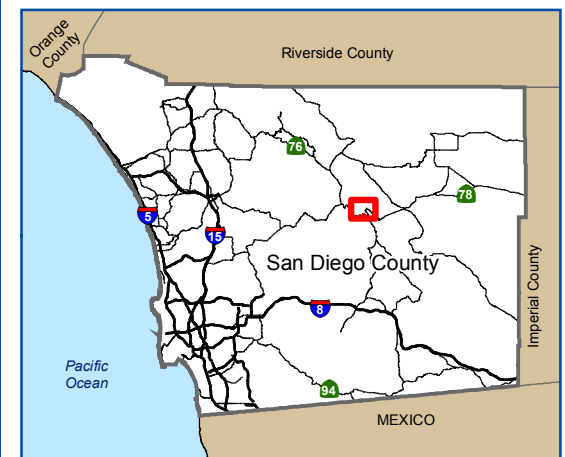 Orange
County
Riverside County
76
78
5
15
San Diego County
Imperial County
8
Pacific
Ocean
94
MEXICO